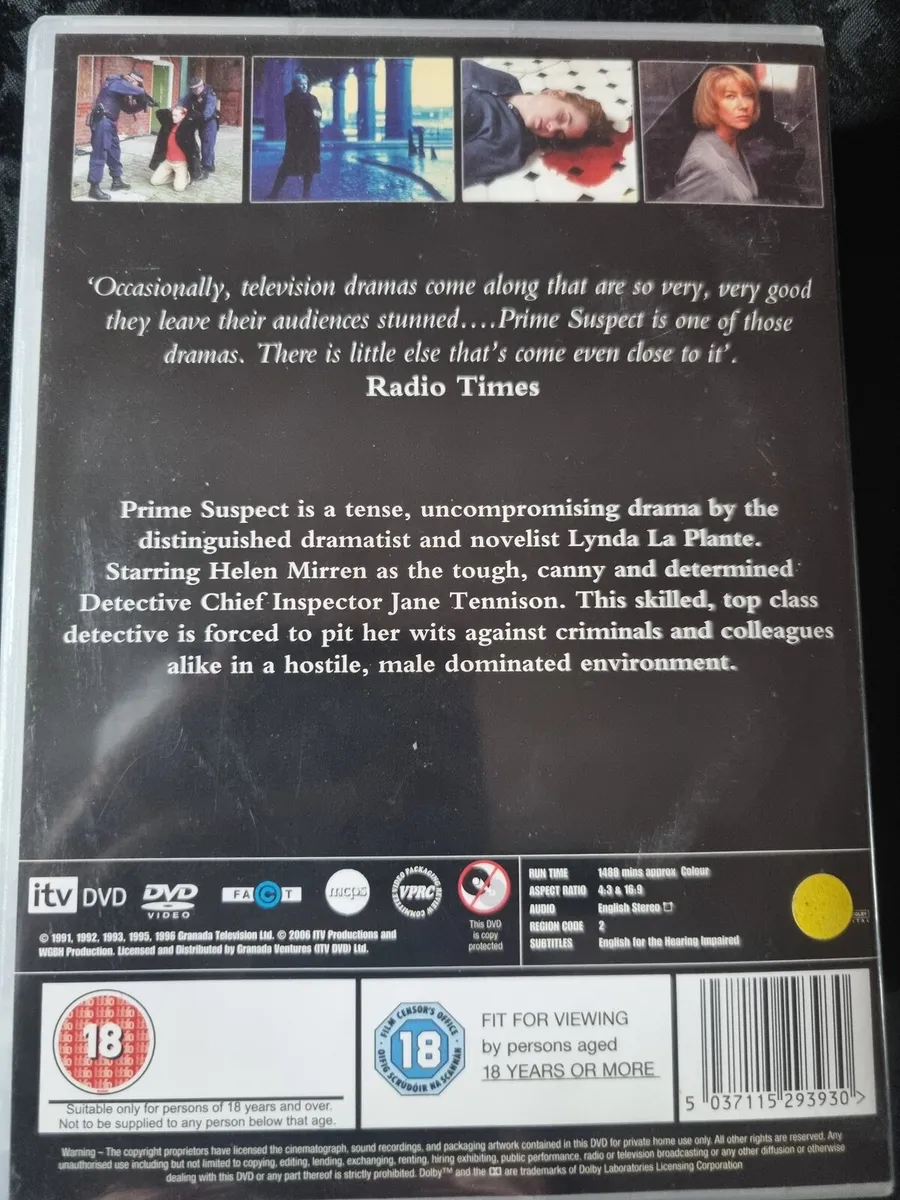 ‘Occasionally, television dramas come along that are so very, very good
they leave their audiences stunned....Prime Suspect is one of those
dramas. There is little else that’s come even close to it’.
Radio Times
Prime Suspect is a tense, uncompromising drama by the
distinguished dramatist and novelist Lynda La Plante.
Starring Helen Mirren as the tough, canny and determined
Detective Chief Inspector Jane Tennison. This skilled, top class
detective is forced to pit her wits against criminals and colleagues
alike in a hostile, male dominated environment.
itv DVD
DVD
VIDEO
FACT
mcps
VIDEO PACKAGING REVIEW COMMITTEE
VPRC
This DVD
is copy
protected
© 1991, 1992, 1993, 1995, 1996 Granada Television Ltd. © 2006 ITV Productions and
WGBH Production. Licensed and Distributed by Granada Ventures (ITV DVD) Ltd.
RUN TIME 1480 mins approx Colour
ASPECT RATIO 4:3 & 16:9
AUDIO English Stereo
REGION CODE 2
SUBTITLES English for the Hearing Impaired
18
Suitable only for persons of 18 years and over.
Not to be supplied to any person below that age.
FILM CENSOR'S OFFICE
18
OIFIG SCRÚDÓIR NA SCANNÁN
FIT FOR VIEWING
by persons aged
18 YEARS OR MORE
5 037115 293930 >
Warning – The copyright proprietors have licensed the cinematograph, sound recordings, and packaging artwork contained in this DVD for private home use only. All other rights are reserved. Any
unauthorised use including but not limited to copying, editing, lending, exchanging, renting, hiring exhibiting, public performance, radio or television broadcasting or any other diffusion or otherwise
dealing with this DVD or any part thereof is strictly prohibited. Dolby™ and the DD are trademarks of Dolby Laboratories Licensing Corporation